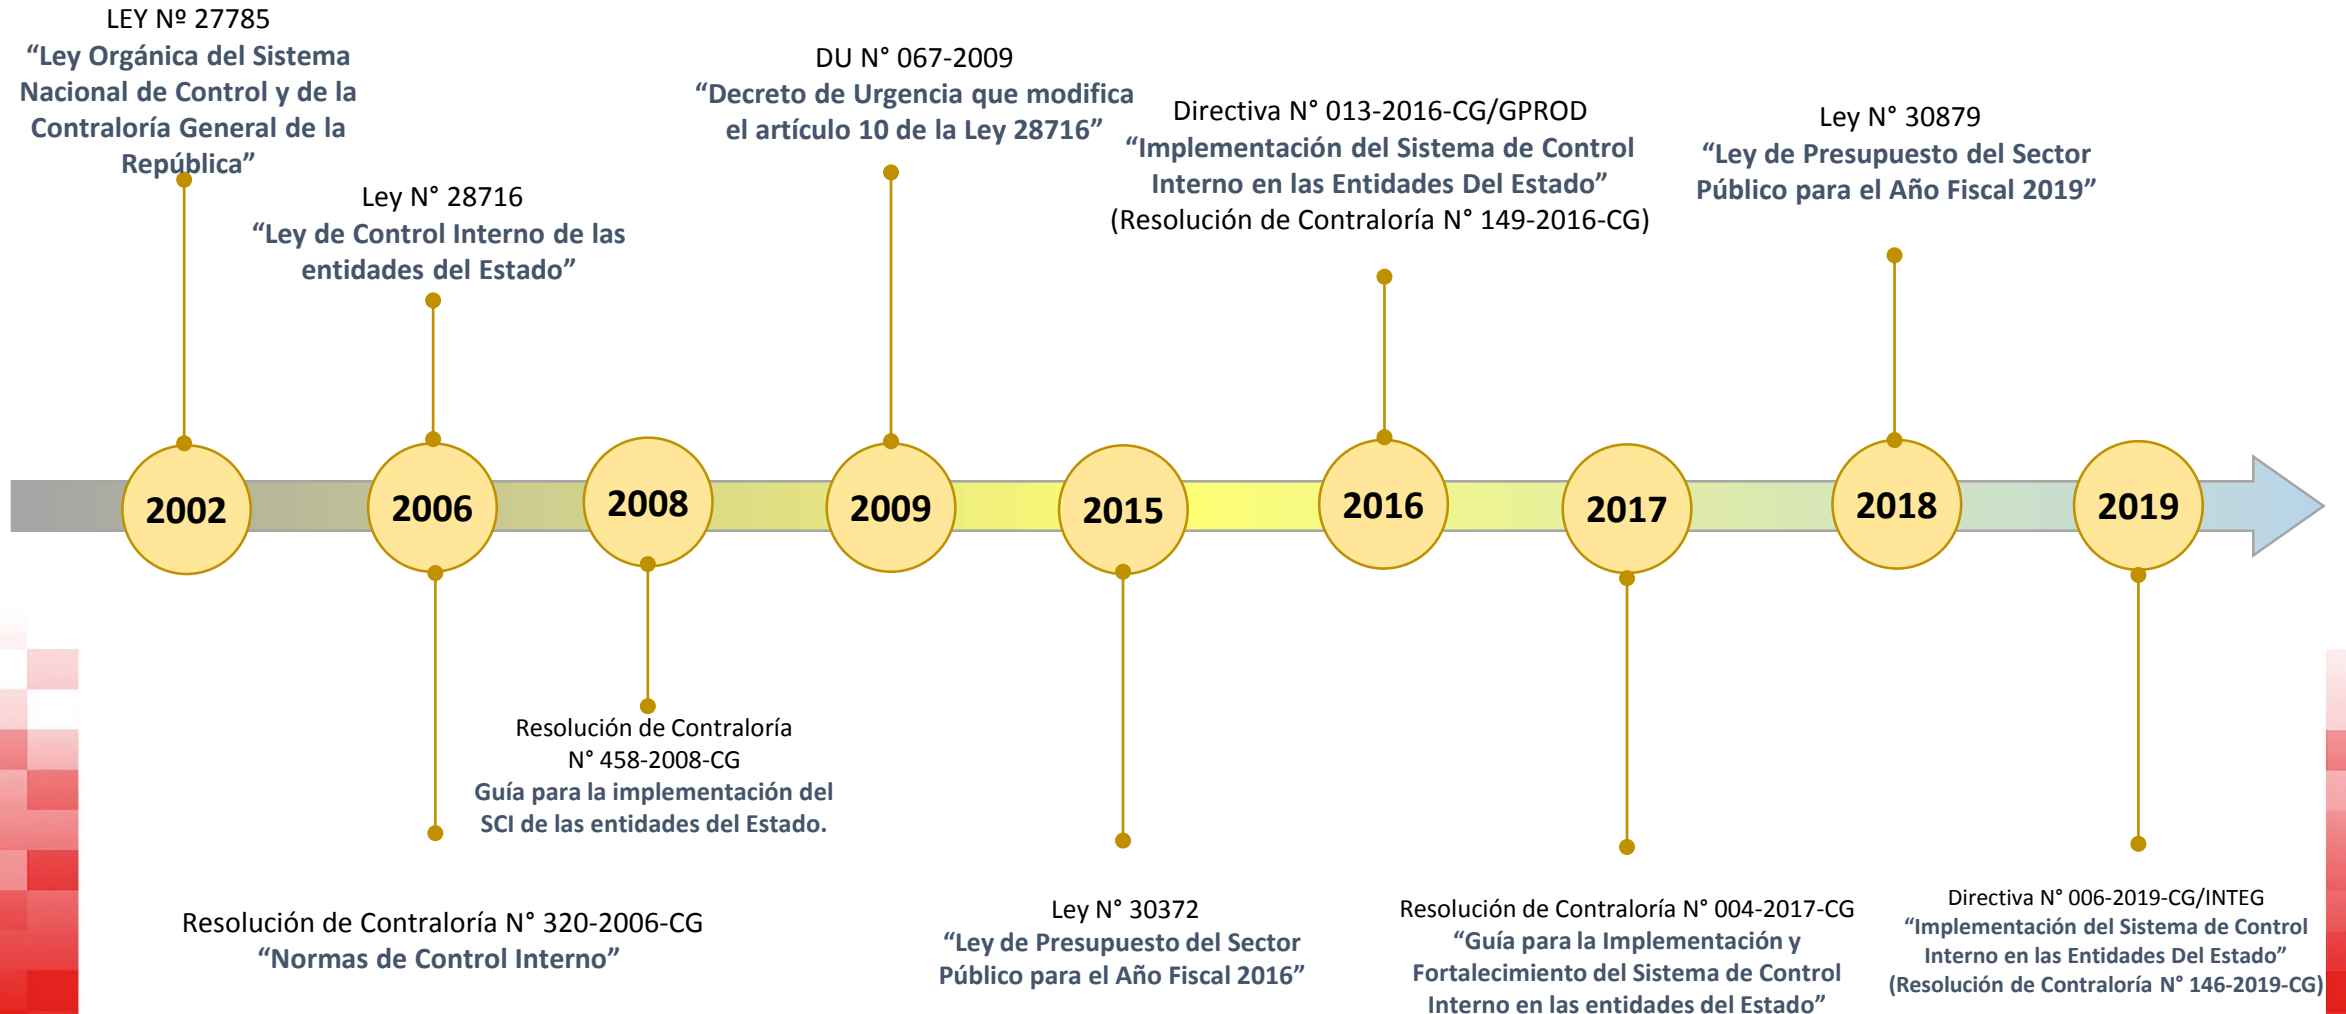 LEY Nº 27785
“Ley Orgánica del Sistema
Nacional de Control y de la
Contraloría General de la
República”
Ley N° 28716
“Ley de Control Interno de las
entidades del Estado”
DU N° 067-2009
“Decreto de Urgencia que modifica
el artículo 10 de la Ley 28716”
Directiva N° 013-2016-CG/GPROD
“Implementación del Sistema de Control
Interno en las Entidades Del Estado”
(Resolución de Contraloría N° 149-2016-CG)
Ley N° 30879
“Ley de Presupuesto del Sector
Público para el Año Fiscal 2019”
2002
2006
2008
2009
2015
2016
2017
2018
2019
Resolución de Contraloría N° 320-2006-CG
“Normas de Control Interno”
Resolución de Contraloría
N° 458-2008-CG
Guía para la implementación del
SCI de las entidades del Estado.
Ley N° 30372
“Ley de Presupuesto del Sector
Público para el Año Fiscal 2016”
Resolución de Contraloría N° 004-2017-CG
“Guía para la Implementación y
Fortalecimiento del Sistema de Control
Interno en las entidades del Estado”
Directiva N° 006-2019-CG/INTEG
“Implementación del Sistema de Control
Interno en las Entidades Del Estado”
(Resolución de Contraloría N° 146-2019-CG)